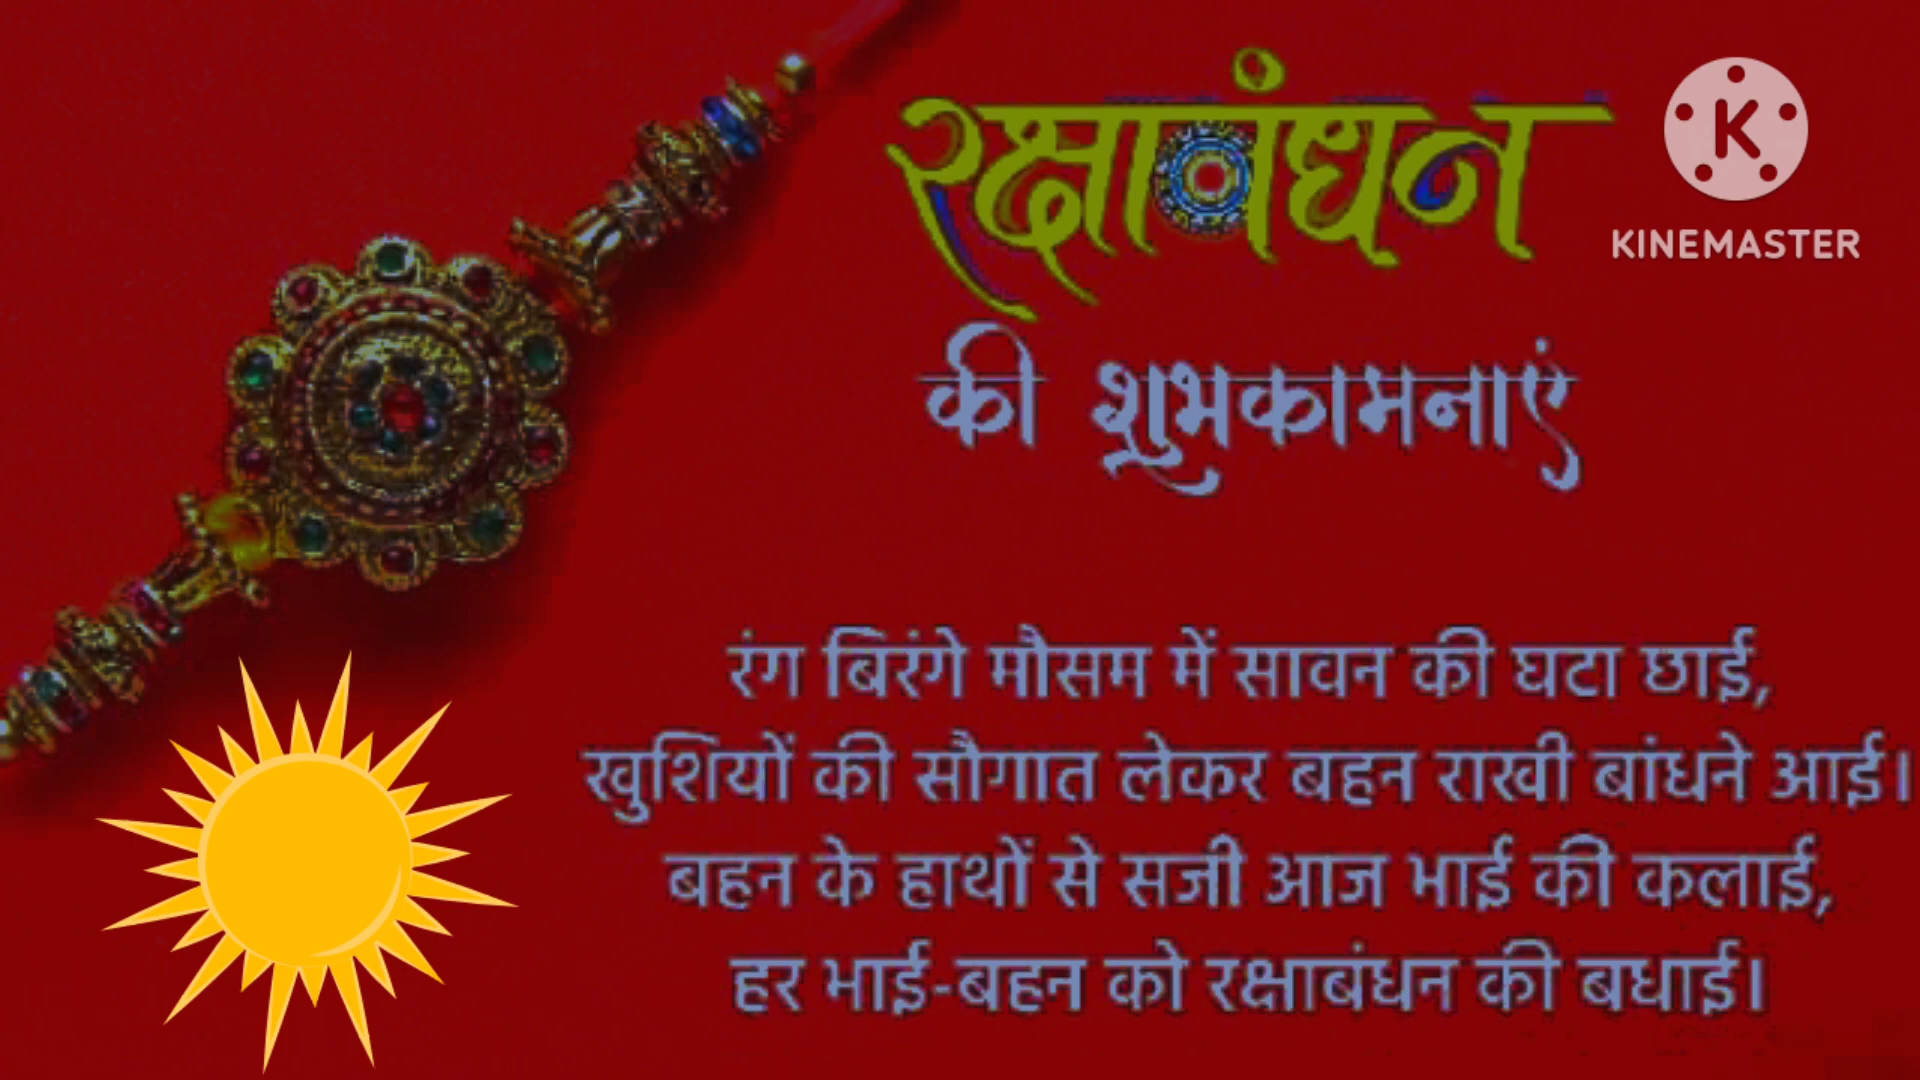 रक्षाबंधन
की शुभकामनाएं
K
KINEMASTER
रंग बिरंगे मौसम में सावन की घटा छाई,
खुशियों की सौगात लेकर बहन राखी बांधने आई।
बहन के हाथों से सजी आज भाई की कलाई,
हर भाई-बहन को रक्षाबंधन की बधाई।